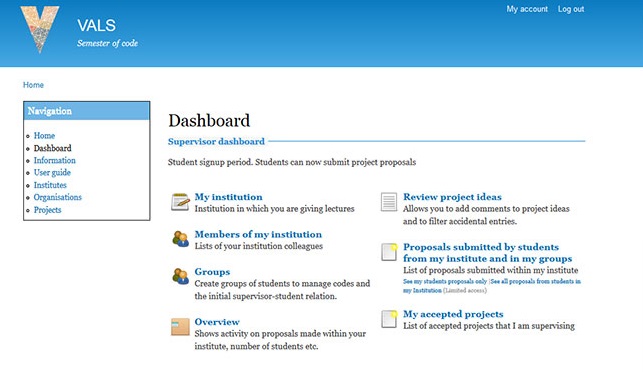 My account Log out
VALS
Semester of code
Home
Navigation
Home
Dashboard
Information
User guide
Institutes
Organisations
Projects
Dashboard
Supervisor dashboard
Student signup period. Students can now submit project proposals
My institution
Institution in which you are giving lectures
Members of my institution
Lists of your institution colleagues
Groups
Create groups of students to manage codes and
the initial supervisor-student relation.
Overview
Shows activity on proposals made within your
institute, number of students etc.
Review project ideas
Allows you to add comments to project ideas
and to filter accidental entries.
Proposals submitted by students
from my institute and in my groups
List of proposals submitted within my institute
See my students proposals only |See all proposals from students in
my Institution (Limited access)
My accepted projects
List of accepted projects that I am supervising